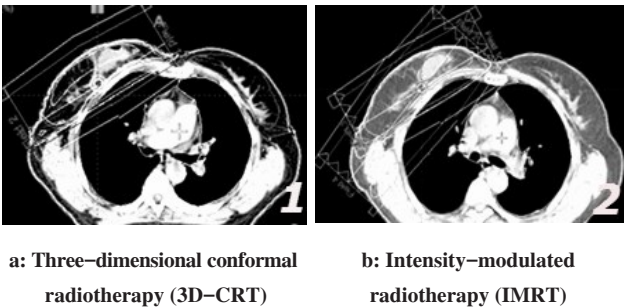 1
2
a: Three−dimensional conformal
radiotherapy (3D−CRT)
b: Intensity−modulated
radiotherapy (IMRT)